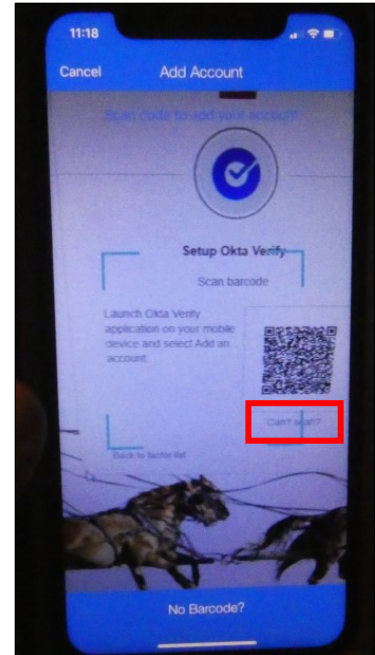 11:18
Cancel Add Account
Scan code to add your account
Setup Okta Verify
Scan barcode
Launch Okta Verify
application on your mobile
device and select Add an
account.
Can't scan?
Back to factor list
No Barcode?